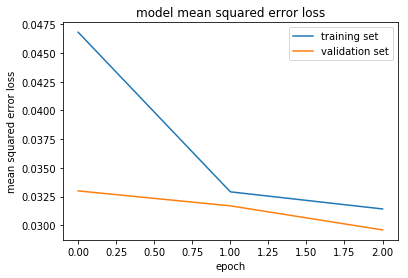 model mean squared error loss
0.0475
0.0450
0.0425
0.0400
0.0375
0.0350
0.0325
0.0300
mean squared error loss
training set
validation set
0.00 0.25 0.50 0.75 1.00 1.25 1.50 1.75 2.00
epoch